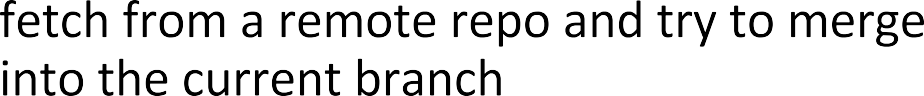 fetch from a remote repo and try to merge
into the current branch